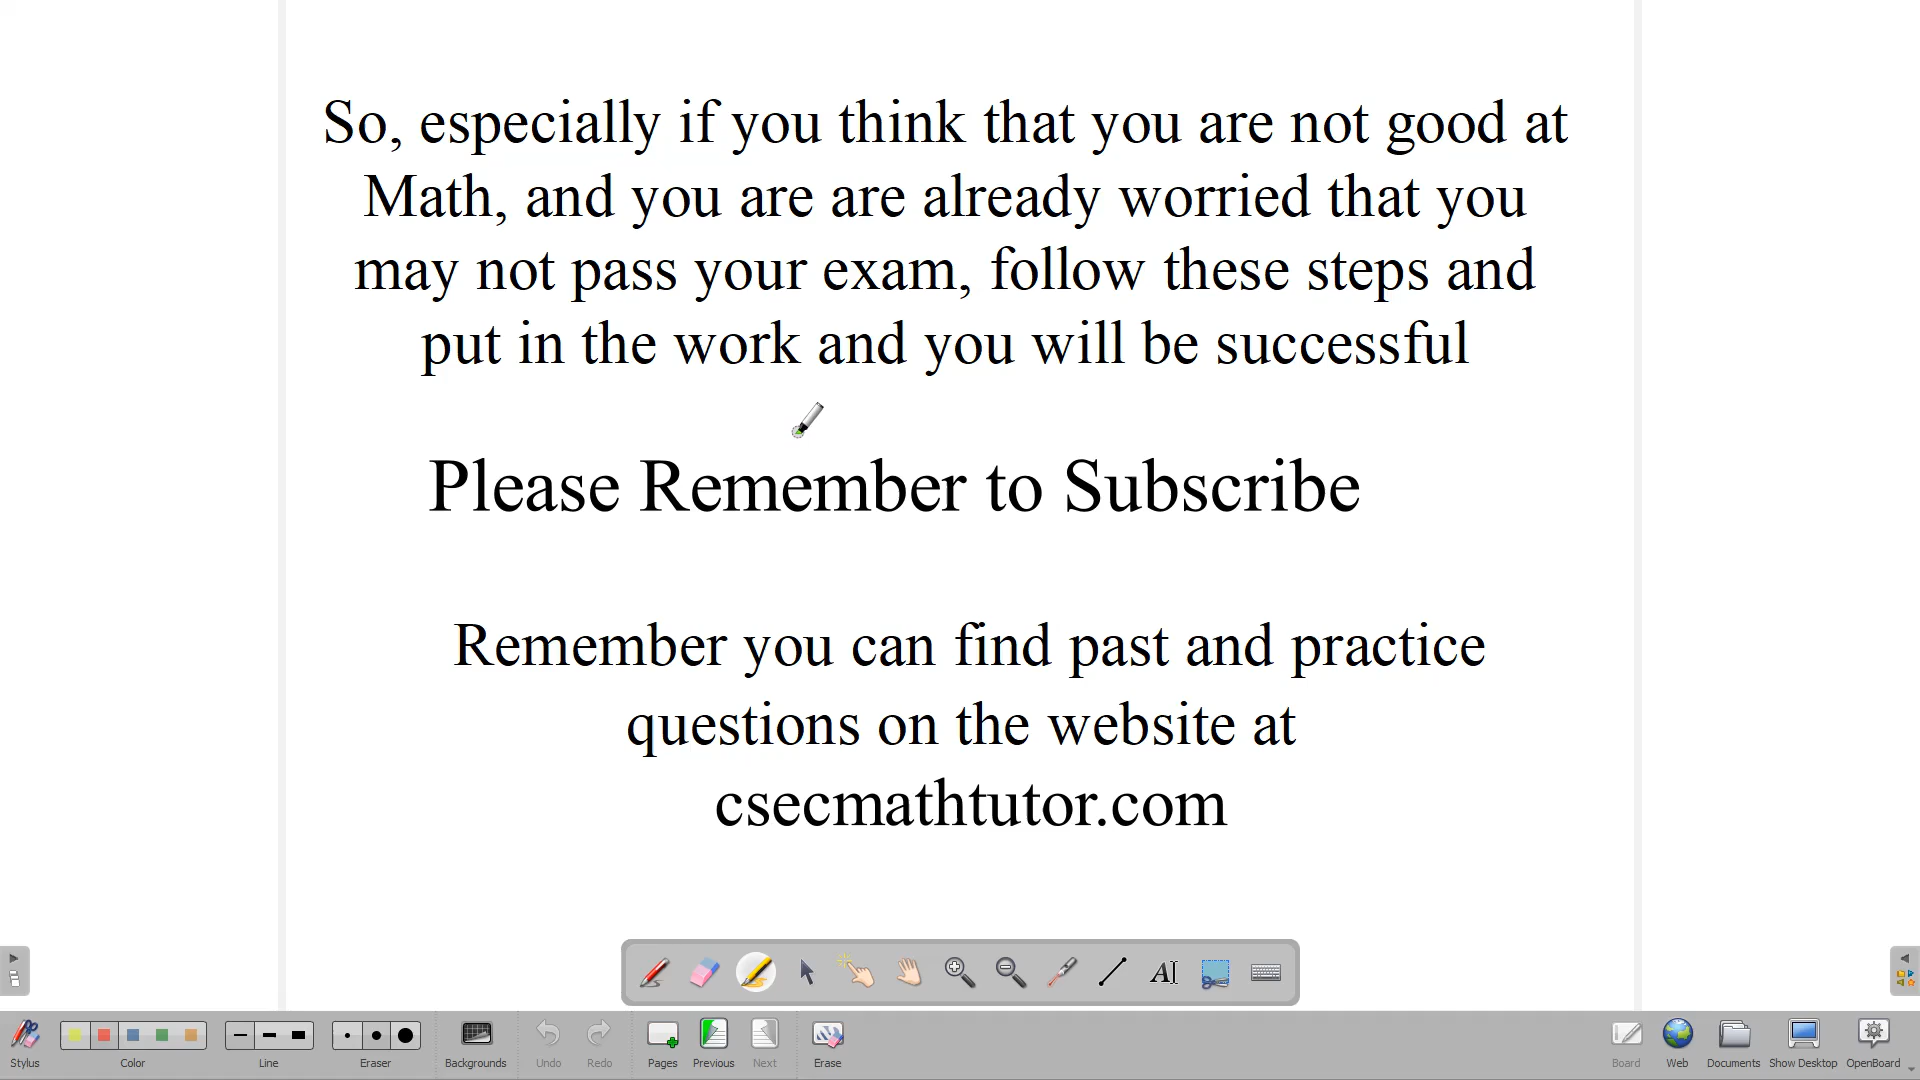 So, especially if you think that you are not good at
Math, and you are are already worried that you
may not pass your exam, follow these steps and
put in the work and you will be successful
Please Remember to Subscribe
Remember you can find past and practice
questions on the website at
csecmathtutor.com
AI
Stylus Color Line Eraser Backgrounds Undo Redo Pages Previous Next Erase Board Web Documents Show Desktop OpenBoard